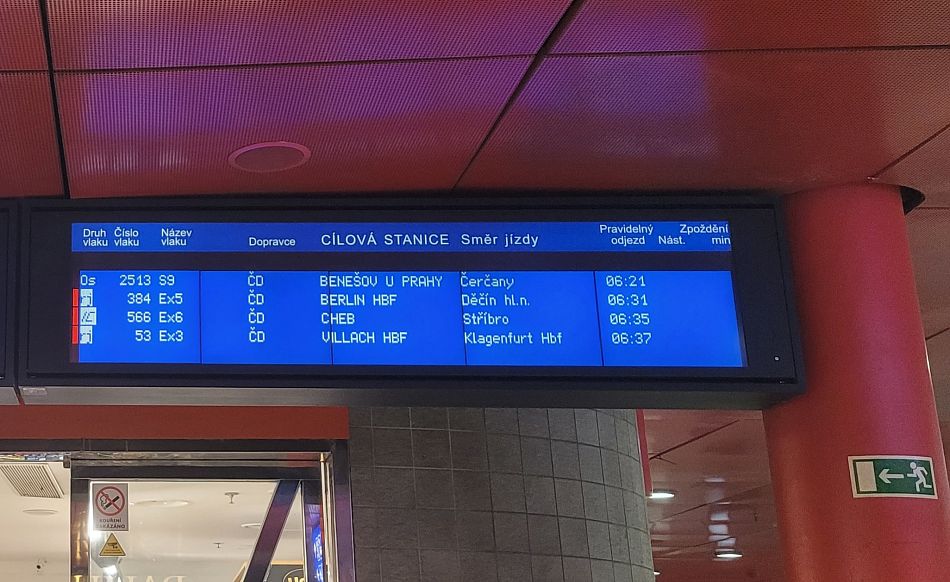 Druh vlaku Číslo vlaku Název vlaku Dopravce CÍLOVÁ STANICE Směr jízdy Pravidelný odjezd Nást. Zpoždění min
Os 2513 S9 ČD BENEŠOV U PRAHY Čerčany 06:21
384 Ex5 ČD BERLIN HBF Děčín hl.n. 06:31
566 Ex6 ČD CHEB Stříbro 06:35
53 Ex3 ČD VILLACH HBF Klagenfurt Hbf 06:37
KOUŘENÍ
ZAKÁZÁNO